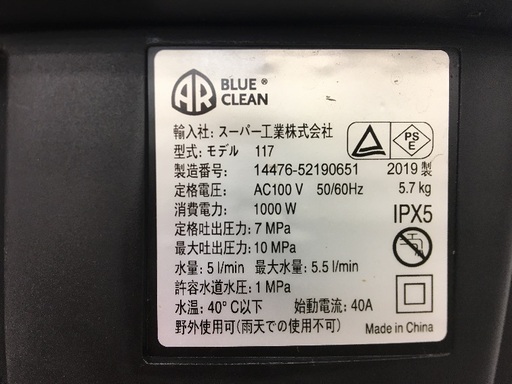 AR BLUE ® CLEAN
輸入社: スーパー工業株式会社
型式: モデル 117
製造番号: 14476-52190651 2019 製
定格電圧: AC100 V 50/60Hz 5.7 kg
消費電力: 1000 W IPX5
定格吐出圧力: 7 MPa
最大吐出圧力: 10 MPa
水量: 5 l/min 最大水量: 5.5 l/min
許容水道水圧: 1 MPa
水温: 40° C以下 始動電流: 40A
野外使用可(雨天での使用不可) Made in China
PS E